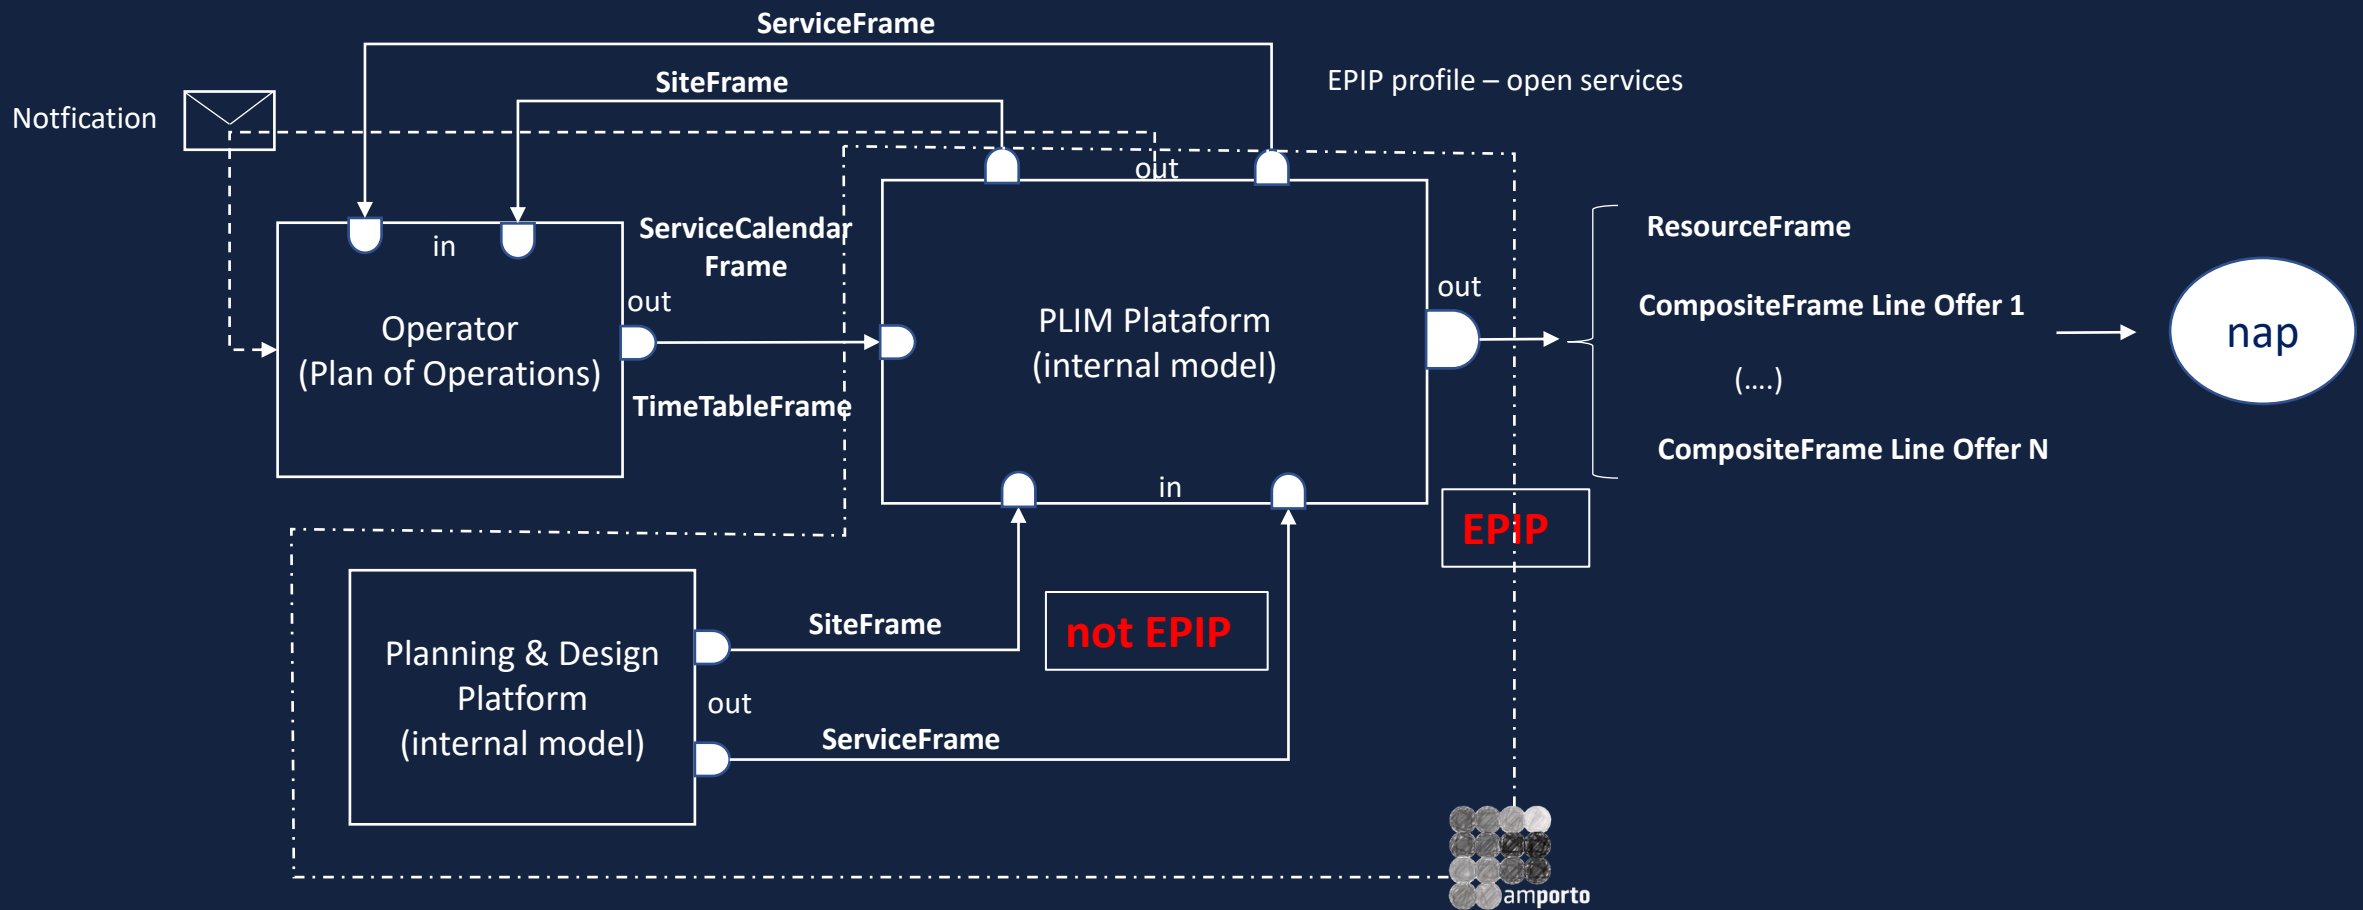 ServiceFrame
SiteFrame
EPIP profile – open services
Notfication
out
ServiceCalendar
Frame
in
out
Operator
(Plan of Operations)
TimeTableFrame
PLIM Plataform
(internal model)
out
in
ResourceFrame
CompositeFrame Line Offer 1
(....)
CompositeFrame Line Offer N
nap
EPIP
not EPIP
SiteFrame
Planning & Design
Platform
(internal model)
out
ServiceFrame
amporto